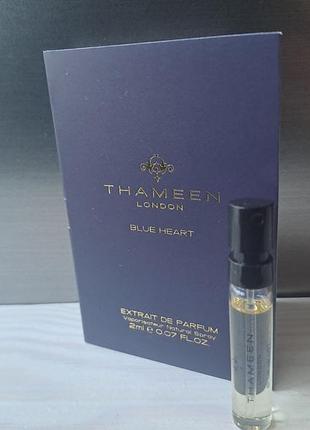 THAMEEN
LONDON
BLUE HEART
EXTRAIT DE PARFUM
Vaporisateur Natural Spray
2ml ℮ 0.07 FL.OZ.
THAMEEN